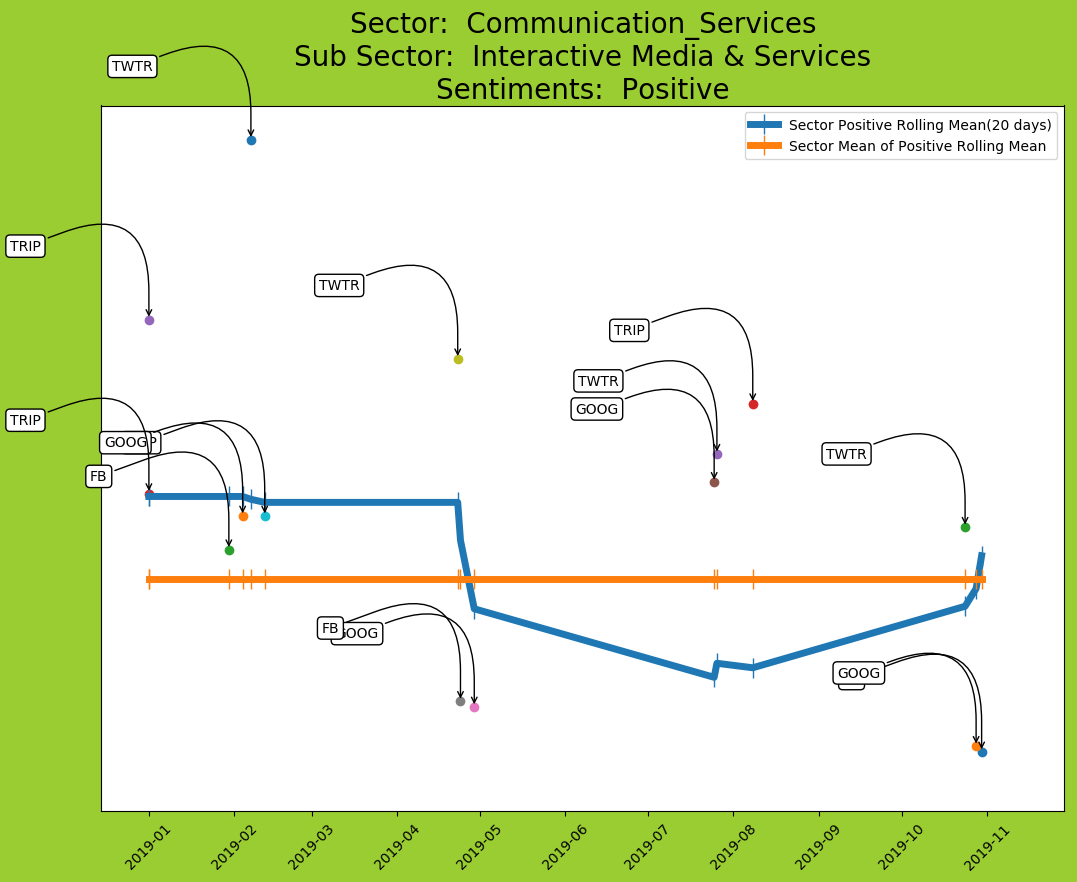 Sector:  Communication_Services
Sub Sector:  Interactive Media & Services
Sentiments:  Positive
Sector Positive Rolling Mean(20 days)
Sector Mean of Positive Rolling Mean
TWTR
TRIP
TWTR
TRIP
TWTR
GOOG
TRIP
GOOG
P
FB
TWTR
FB
GOOG
GOOG
2019-01
2019-02
2019-03
2019-04
2019-05
2019-06
2019-07
2019-08
2019-09
2019-10
2019-11